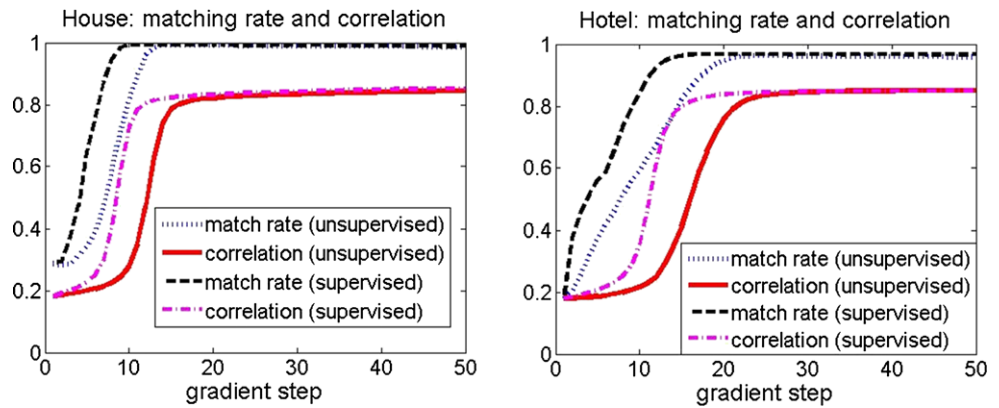 House: matching rate and correlation
1
0.8
0.6
0.4
0.2
0
match rate (unsupervised)
correlation (unsupervised)
match rate (supervised)
correlation (supervised)
0 10 20 30 40 50
gradient step
Hotel: matching rate and correlation
1
0.8
0.6
0.4
0.2
0
match rate (unsupervised)
correlation (unsupervised)
match rate (supervised)
correlation (supervised)
0 10 20 30 40 50
gradient step